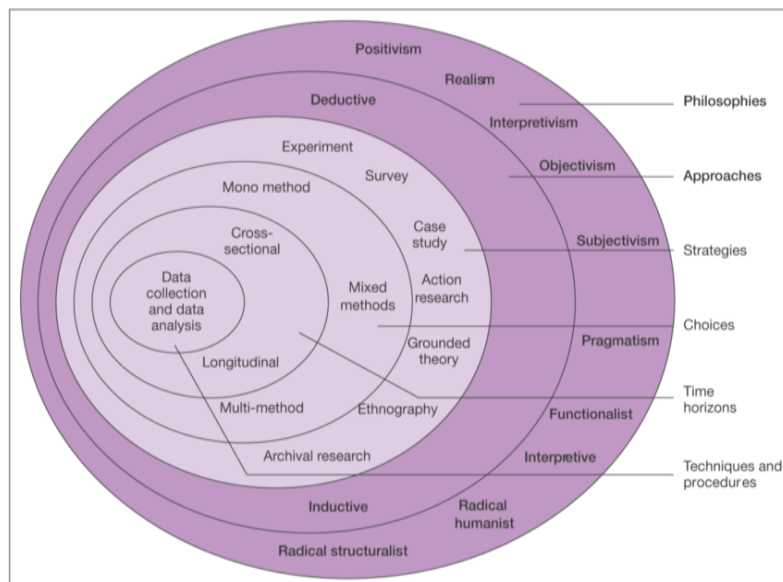 Positivism
Realism
Philosophies
Deductive
Interpretivism
Experiment
Objectivism
Survey
Approaches
Mono method
Case
study
Subjectivism
Strategies
Cross-
sectional
Data
collection
and data
analysis
Mixed
methods
Action
research
Choices
Grounded
theory
Pragmatism
Longitudinal
Time
horizons
Multi-method
Ethnography
Functionalist
Archival research
Interpretive
Techniques and
procedures
Inductive
Radical
humanist
Radical structuralist